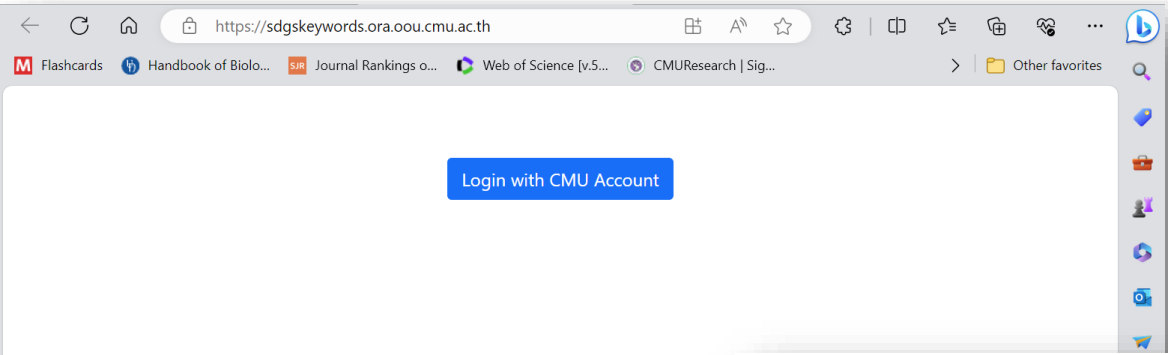 https://sdgskeywords.ora.oou.cmu.ac.th
M Flashcards Handbook of Biolo... SJR Journal Rankings o... Web of Science [v.5... CMUResearch | Sig... Other favorites
Login with CMU Account